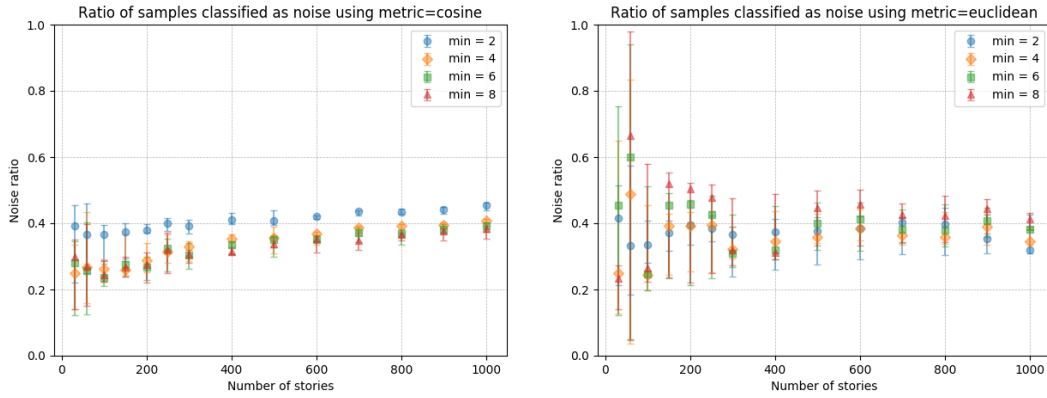 Ratio of samples classified as noise using metric=cosine
1.0
0.8
0.6
0.4
0.2
0.0
Noise ratio
0
200
400
600
800
1000
Number of stories
min = 2
min = 4
min = 6
min = 8
Ratio of samples classified as noise using metric=euclidean
1.0
0.8
0.6
0.4
0.2
0.0
Noise ratio
0
200
400
600
800
1000
Number of stories
min = 2
min = 4
min = 6
min = 8